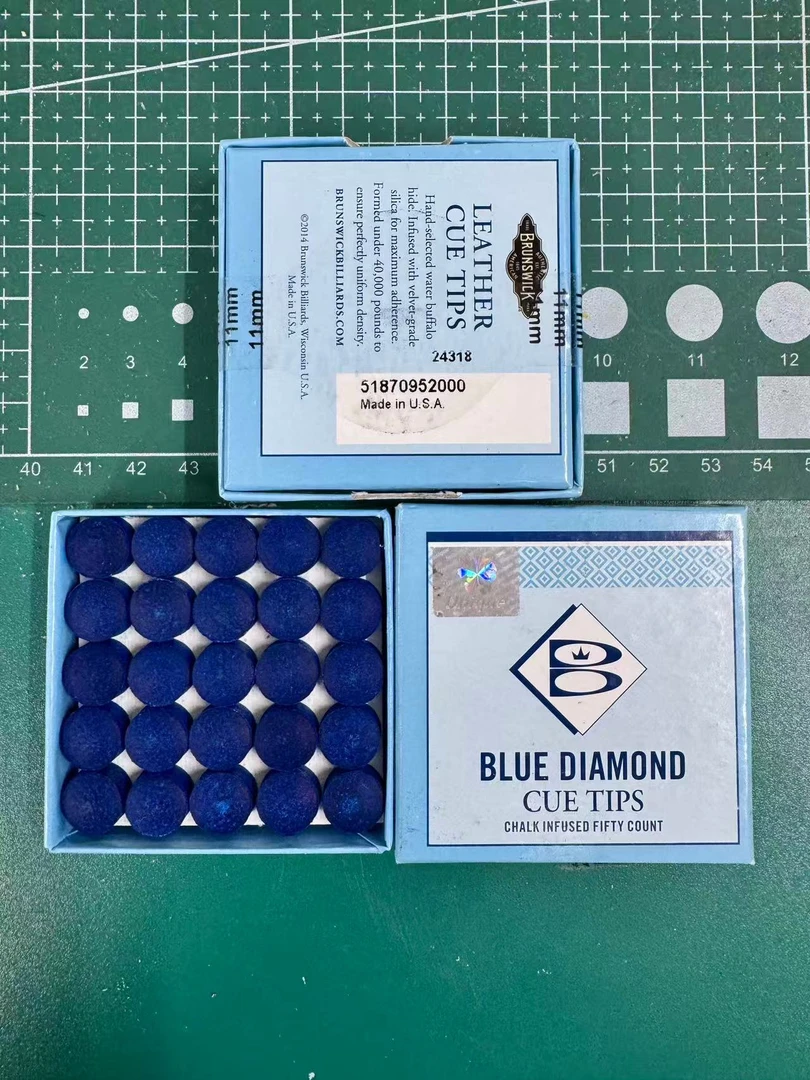 BRUNSWICK
LEATHER
CUE TIPS
Hand-selected water buffalo
hide. Infused with velvet-grade
silica for maximum adherence.
Formed under 40,000 pounds to
ensure perfectly uniform density.
BRUNSWICKBILLIARDS.COM
©2014 Brunswick Billiards, Wisconsin U.S.A.
Made in U.S.A.
11mm
11mm
11mm
24318
51870952000
Made in U.S.A.
2 3 4 10 11 12
40 41 42 43 51 52 53 54
BLUE DIAMOND
CUE TIPS
CHALK INFUSED FIFTY COUNT